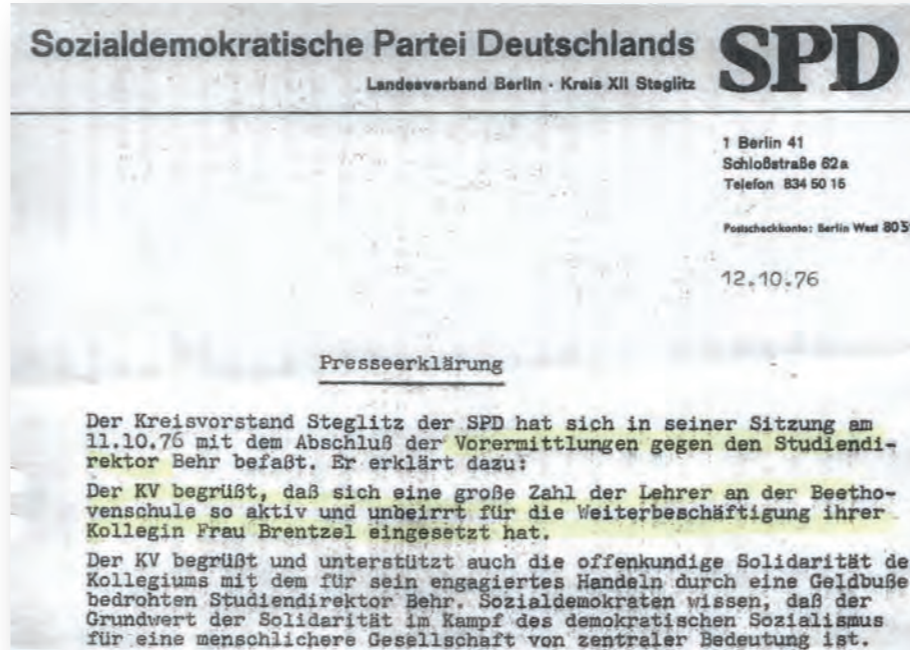 Sozialdemokratische Partei Deutschlands SPD
Landesverband Berlin · Kreis XII Steglitz
1 Berlin 41
Schloßstraße 82a
Telefon 834 50 15
Postscheckkonto: Berlin West 803
12.10.76
Presseerklärung
Der Kreisvorstand Steglitz der SPD hat sich in seiner Sitzung am
11.10.76 mit dem Abschluß der Vorermittlungen gegen den Studiendi-
rektor Behr befaßt. Er erklärt dazu:
Der KV begrüßt, daß sich eine große Zahl der Lehrer an der Beetho-
venschule so aktiv und unbeirrt für die Weiterbeschäftigung ihrer
Kollegin Frau Brentzel eingesetzt hat.
Der KV begrüßt und unterstützt auch die offenkundige Solidarität de
Kollegiums mit dem für sein engagiertes Handeln durch eine Geldbuße
bedrohten Studiendirektor Behr. Sozialdemokraten wissen, daß der
Grundwert der Solidarität im Kampf des demokratischen Sozialismus
für eine menschlichere Gesellschaft von zentraler Bedeutung ist.